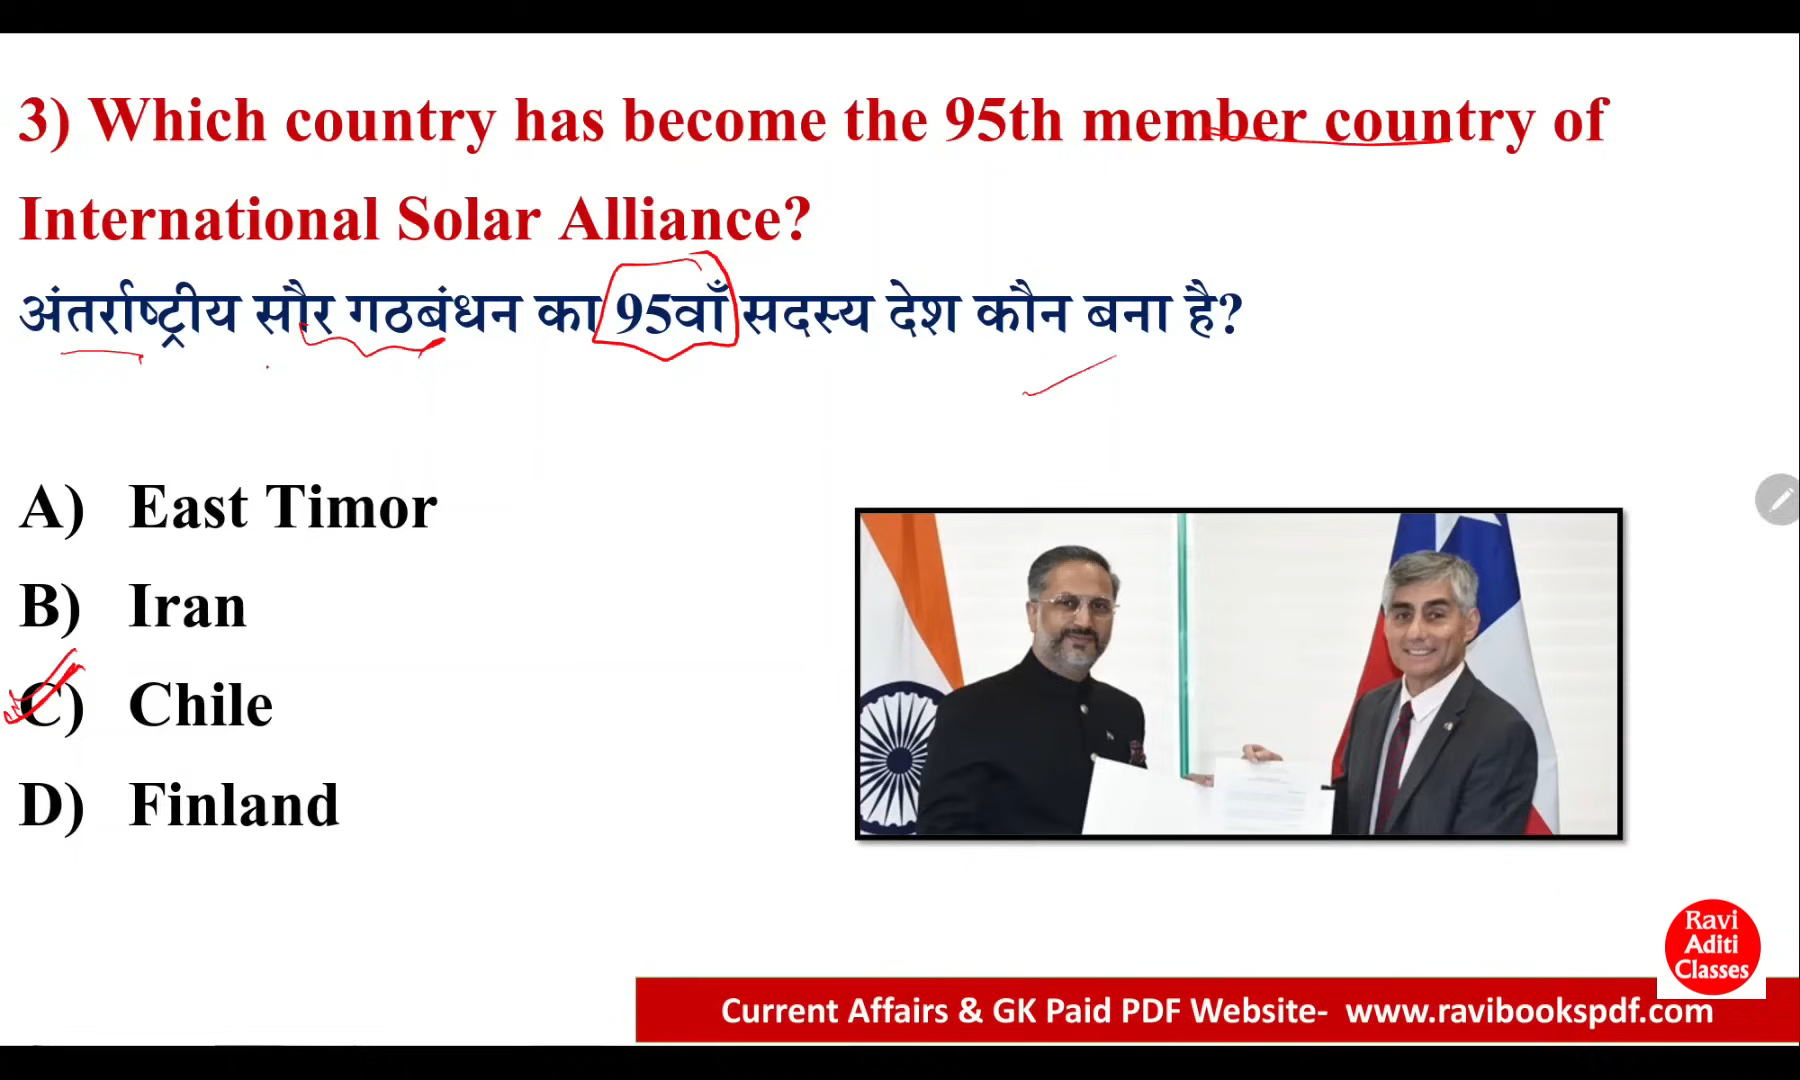 3) Which country has become the 95th member country of
International Solar Alliance?
अंतर्राष्ट्रीय सौर गठबंधन का 95वाँ सदस्य देश कौन बना है?
A) East Timor
B) Iran
C) Chile
D) Finland
Ravi
Aditi
Classes
Current Affairs & GK Paid PDF Website- www.ravibookspdf.com